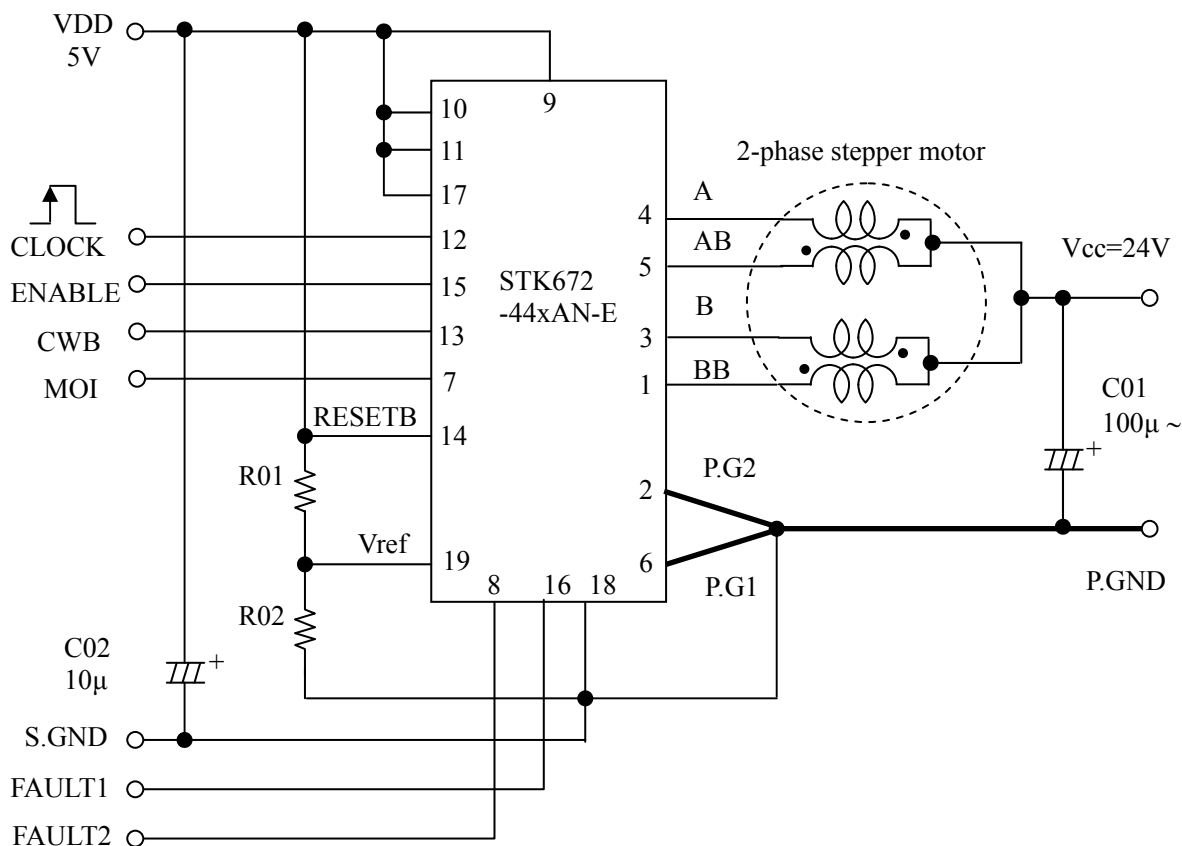 VDD
5V
9
10
11
17
2-phase stepper motor
A
4
CLOCK
12
AB
5
Vcc=24V
ENABLE
15
STK672
-44xAN-E
B
CWB
13
3
MOI
7
BB
1
C01
100μ ~
+
RESETB
14
R01
P.G2
2
Vref
19
6
P.G1
P.GND
8
16
18
R02
C02
10μ
+
S.GND
FAULT1
FAULT2